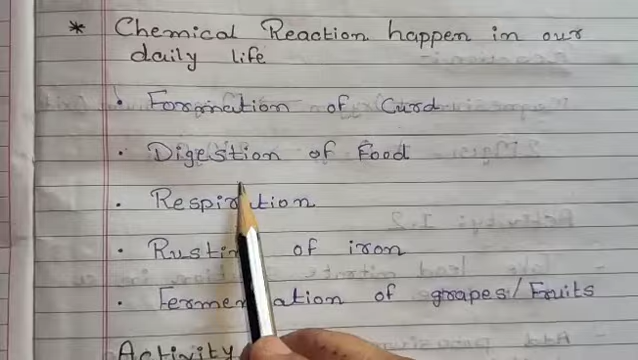 * Chemical Reaction happen in our
daily life
· Formation of Curd
· Digestion of Food
· Respiration
· Rusting of iron
· Fermentation of grapes/Fruits
Activity